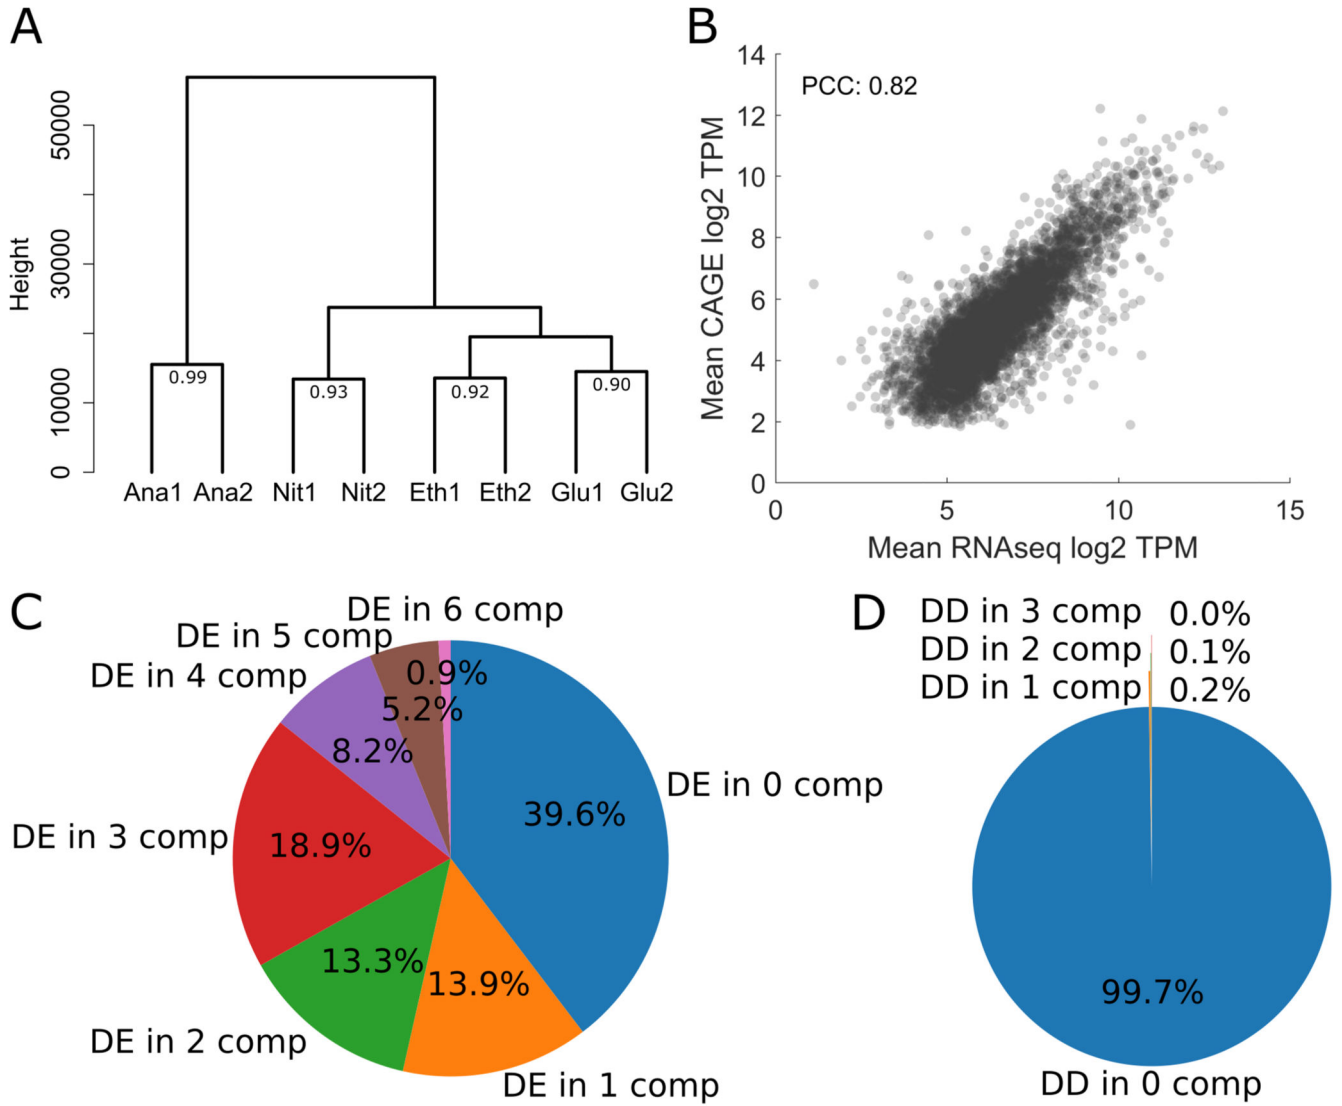 A
Height
50000
30000
10000
0
0.99
0.93
0.92
0.90
Ana1 Ana2 Nit1 Nit2 Eth1 Eth2 Glu1 Glu2
B
PCC: 0.82
Mean CAGE log2 TPM
14
12
10
8
6
4
2
0
0 5 10 15
Mean RNAseq log2 TPM
C
DE in 6 comp
DE in 5 comp
DE in 4 comp
0.9%
5.2%
8.2%
DE in 0 comp
39.6%
DE in 3 comp
18.9%
13.3%
13.9%
DE in 2 comp
DE in 1 comp
D
DD in 3 comp 0.0%
DD in 2 comp 0.1%
DD in 1 comp 0.2%
99.7%
DD in 0 comp